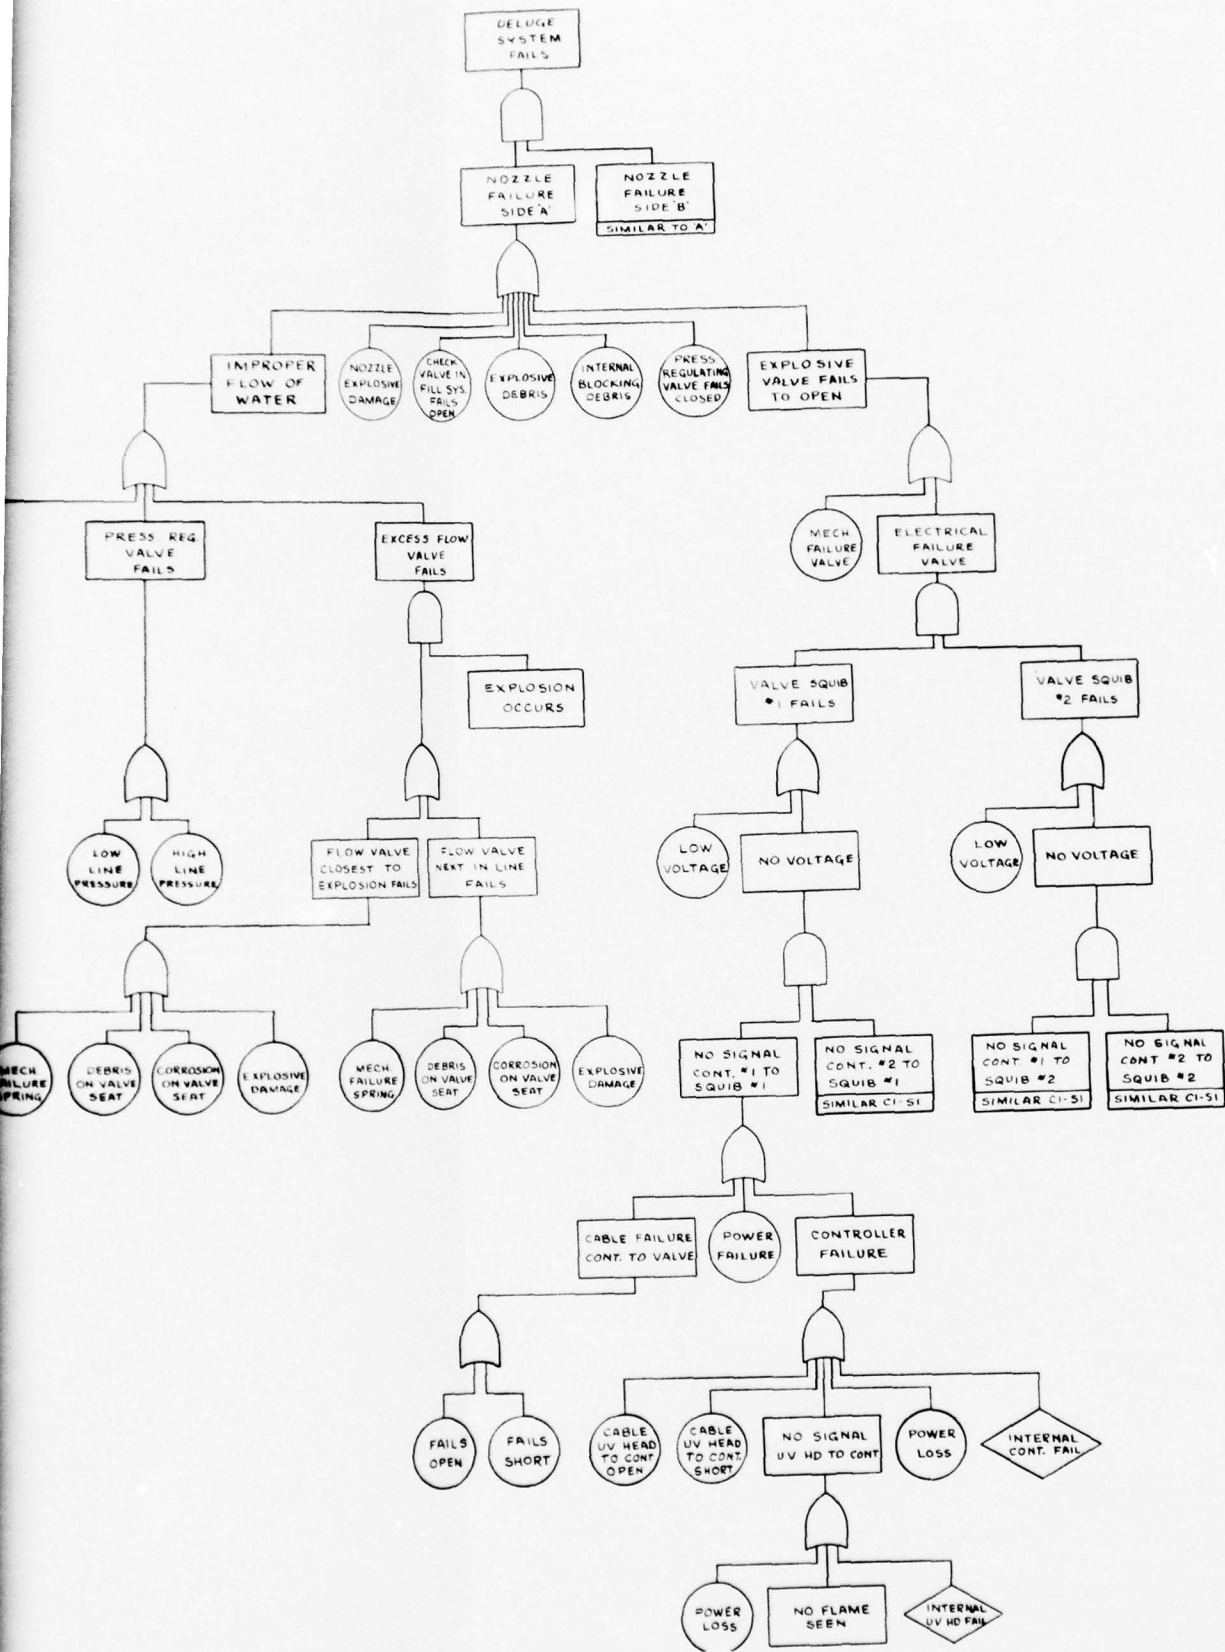 DELUGE
SYSTEM
FAILS
NOZZLE
FAILURE
SIDE 'A'
NOZZLE
FAILURE
SIDE 'B'
SIMILAR TO 'A'
IMPROPER
FLOW OF
WATER
NOZZLE
EXPLOSIVE
DAMAGE
CHECK
VALVE IN
FILL SYS.
FAILS
OPEN
EXPLOSIVE
DEBRIS
INTERNAL
BLOCKING
DEBRIS
PRESS.
REGULATING
VALVE FAILS
CLOSED
EXPLOSIVE
VALVE FAILS
TO OPEN
PRESS. REG.
VALVE
FAILS
EXCESS FLOW
VALVE
FAILS
MECH.
FAILURE
VALVE
ELECTRICAL
FAILURE
VALVE
EXPLOSION
OCCURS
VALVE SQUIB
#1 FAILS
VALVE SQUIB
#2 FAILS
LOW
LINE
PRESSURE
HIGH
LINE
PRESSURE
FLOW VALVE
CLOSEST TO
EXPLOSION FAILS
FLOW VALVE
NEXT IN LINE
FAILS
LOW
VOLTAGE
NO VOLTAGE
LOW
VOLTAGE
NO VOLTAGE
MECH
AILURE
PRING
DEBRIS
ON VALVE
SEAT
CORROSION
ON VALVE
SEAT
EXPLOSIVE
DAMAGE
MECH.
FAILURE
SPRING
DEBRIS
ON VALVE
SEAT
CORROSION
ON VALVE
SEAT
EXPLOSIVE
DAMAGE
NO SIGNAL
CONT. #1 TO
SQUIB #1
NO SIGNAL
CONT. #2 TO
SQUIB #1
SIMILAR C1-S1
NO SIGNAL
CONT. #1 TO
SQUIB #2
SIMILAR C1-S1
NO SIGNAL
CONT #2 TO
SQUIB #2
SIMILAR C1-S1
CABLE FAILURE
CONT. TO VALVE
POWER
FAILURE
CONTROLLER
FAILURE
FAILS
OPEN
FAILS
SHORT
CABLE
UV HEAD
TO CONT
OPEN
CABLE
UV HEAD
TO CONT.
SHORT
NO SIGNAL
UV HD TO CONT
POWER
LOSS
INTERNAL
CONT. FAIL
POWER
LOSS
NO FLAME
SEEN
INTERNAL
UV HD FAIL